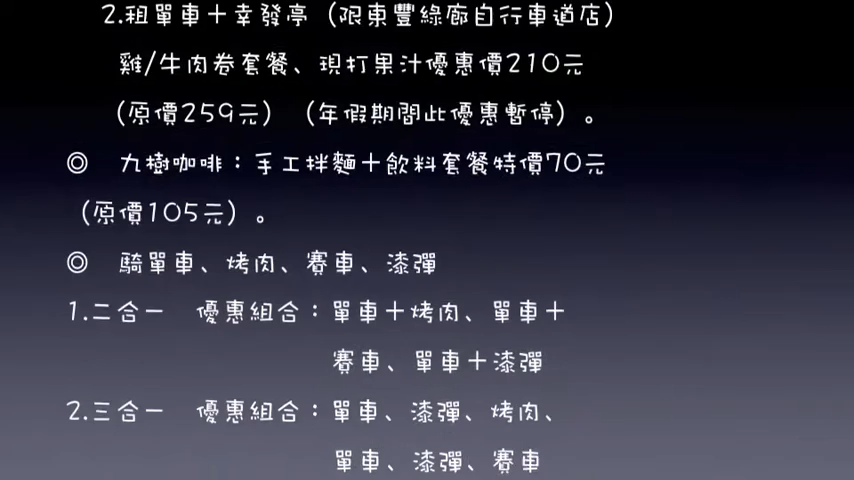 2.租單車＋幸發亭（限東豐綠廊自行車道店）
雞/牛肉卷套餐、現打果汁優惠價210元
（原價259元）（年假期間此優惠暫停）。
◎ 九樹咖啡：手工拌麵＋飲料套餐特價70元
（原價105元）。
◎ 騎單車、烤肉、賽車、漆彈
1.二合一 優惠組合：單車＋烤肉、單車＋
賽車、單車＋漆彈
2.三合一 優惠組合：單車、漆彈、烤肉、
單車、漆彈、賽車